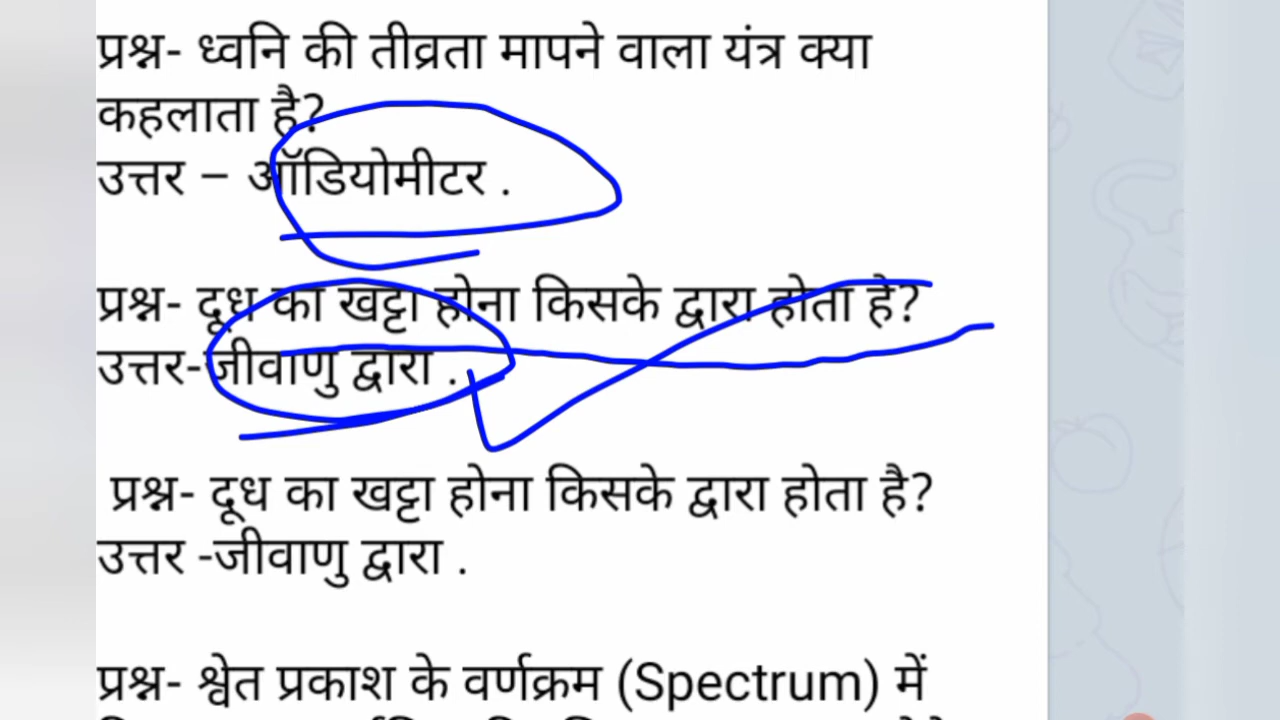 प्रश्न- ध्वनि की तीव्रता मापने वाला यंत्र क्या
कहलाता है?
उत्तर – ऑडियोमीटर .
प्रश्न- दूध का खट्टा होना किसके द्वारा होता है?
उत्तर-जीवाणु द्वारा .
प्रश्न- दूध का खट्टा होना किसके द्वारा होता है?
उत्तर -जीवाणु द्वारा .
प्रश्न- श्वेत प्रकाश के वर्णक्रम (Spectrum) में